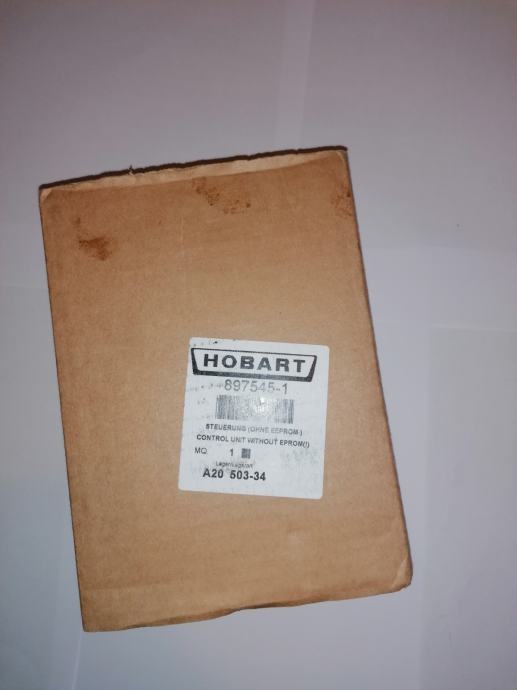 HOBART
897545-1
STEUERUNG (OHNE EEPROM-)
CONTROL UNIT WITHOUT EPROM(!)
MQ. 1
A20 503-34